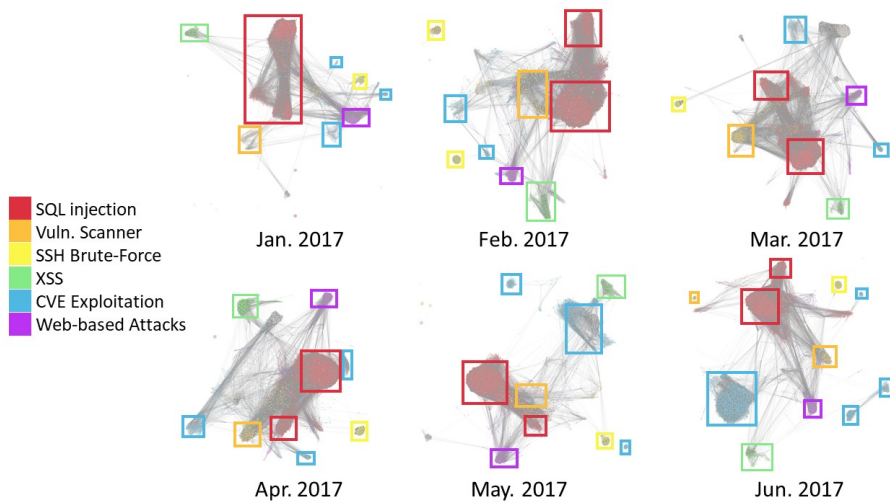 Jan. 2017
Feb. 2017
Mar. 2017
SQL injection
Vuln. Scanner
SSH Brute-Force
XSS
CVE Exploitation
Web-based Attacks
Apr. 2017
May. 2017
Jun. 2017